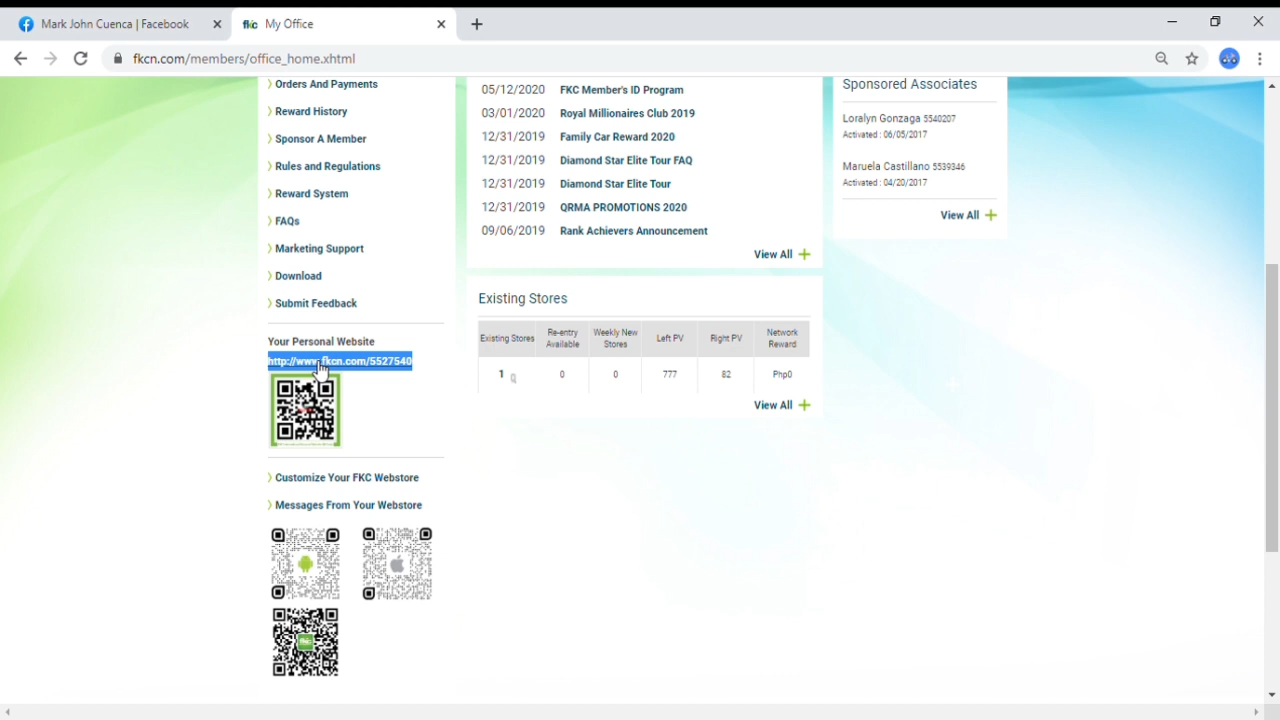 Mark John Cuenca | Facebook
fkc My Office
fkcn.com/members/office_home.xhtml
Orders And Payments
Reward History
Sponsor A Member
Rules and Regulations
Reward System
FAQs
Marketing Support
Download
Submit Feedback
Your Personal Website
http://www.fkcn.com/5527540
Customize Your FKC Webstore
Messages From Your Webstore
05/12/2020 FKC Member's ID Program
03/01/2020 Royal Millionaires Club 2019
12/31/2019 Family Car Reward 2020
12/31/2019 Diamond Star Elite Tour FAQ
12/31/2019 Diamond Star Elite Tour
12/31/2019 QRMA PROMOTIONS 2020
09/06/2019 Rank Achievers Announcement
View All
Existing Stores
Existing Stores Re-entry Available Weekly New Stores Left PV Right PV Network Reward
1 0 0 777 82 Php0
View All
Sponsored Associates
Loralyn Gonzaga 5540207
Activated : 06/05/2017
Maruela Castillano 5539346
Activated : 04/20/2017
View All